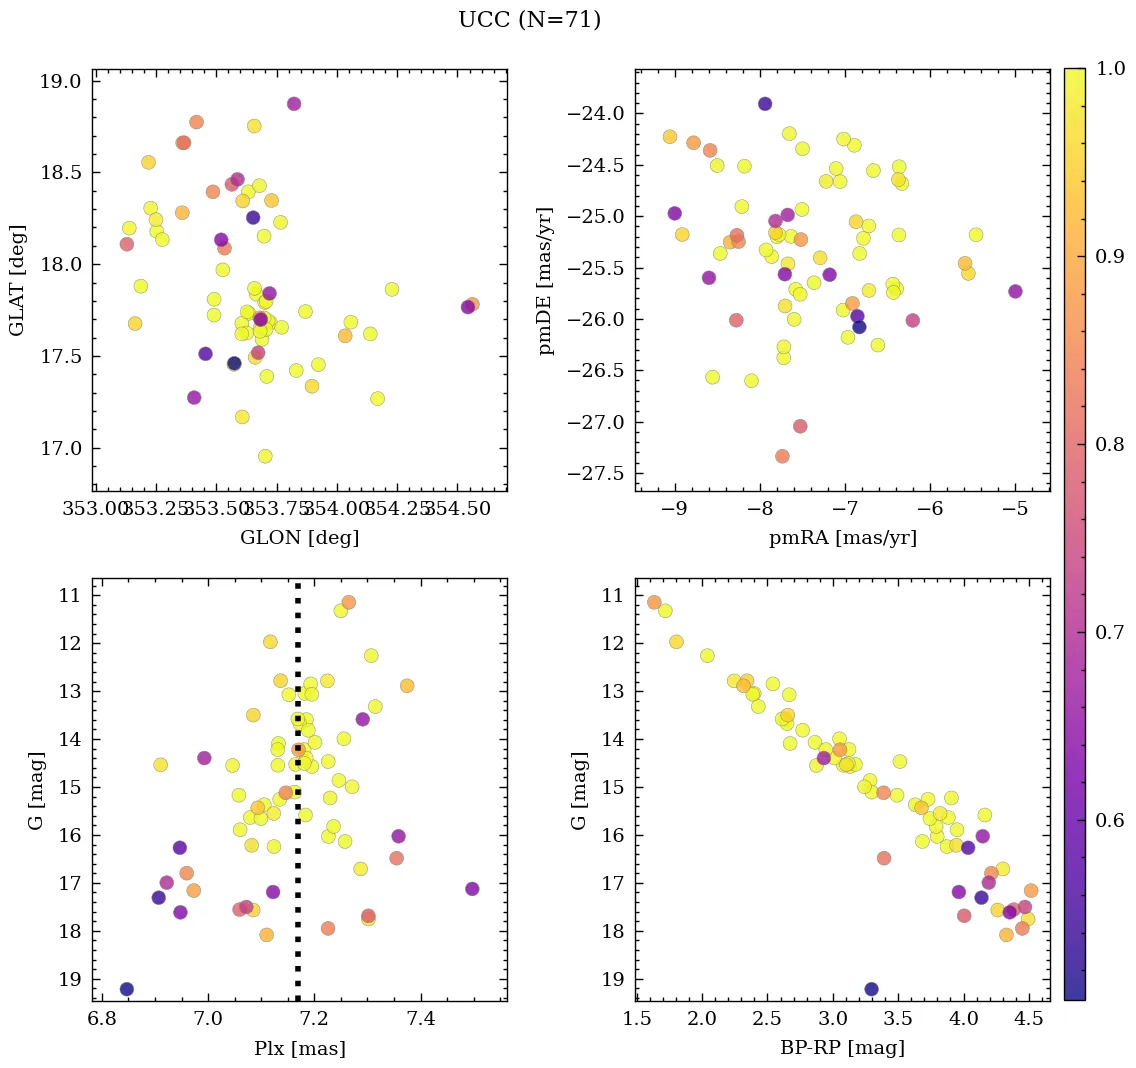 UCC (N=71)
19.0
18.5
18.0
17.5
17.0
GLAT [deg]
353.00 353.25 353.50 353.75 354.00 354.25 354.50
GLON [deg]
−24.0
−24.5
−25.0
−25.5
−26.0
−26.5
−27.0
−27.5
pmDE [mas/yr]
−9 −8 −7 −6 −5
pmRA [mas/yr]
11
12
13
14
15
16
17
18
19
G [mag]
6.8 7.0 7.2 7.4
Plx [mas]
11
12
13
14
15
16
17
18
19
G [mag]
1.5 2.0 2.5 3.0 3.5 4.0 4.5
BP-RP [mag]
1.0
0.9
0.8
0.7
0.6